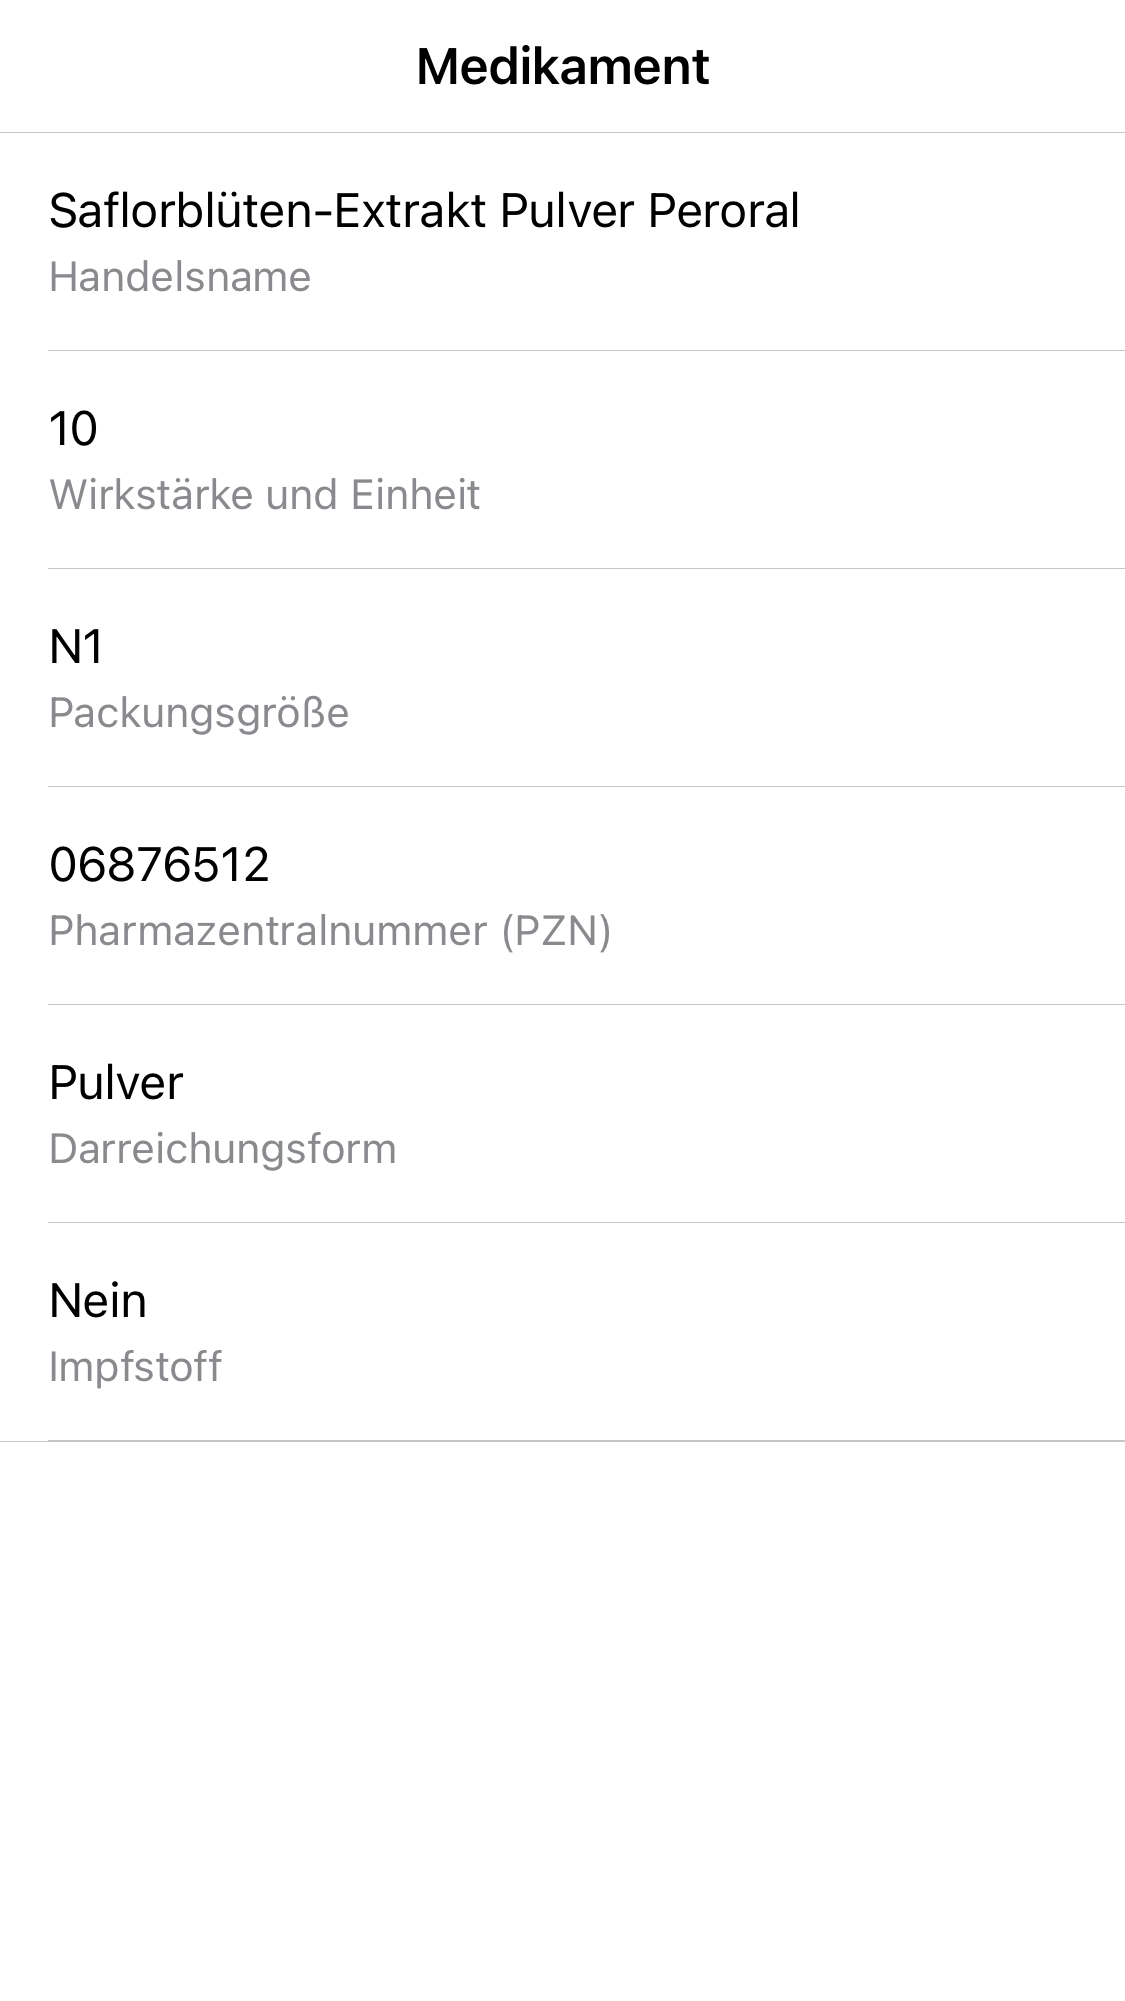 Medikament
Saflorblüten-Extrakt Pulver Peroral
Handelsname
10
Wirkstärke und Einheit
N1
Packungsgröße
06876512
Pharmazentralnummer (PZN)
Pulver
Darreichungsform
Nein
Impfstoff